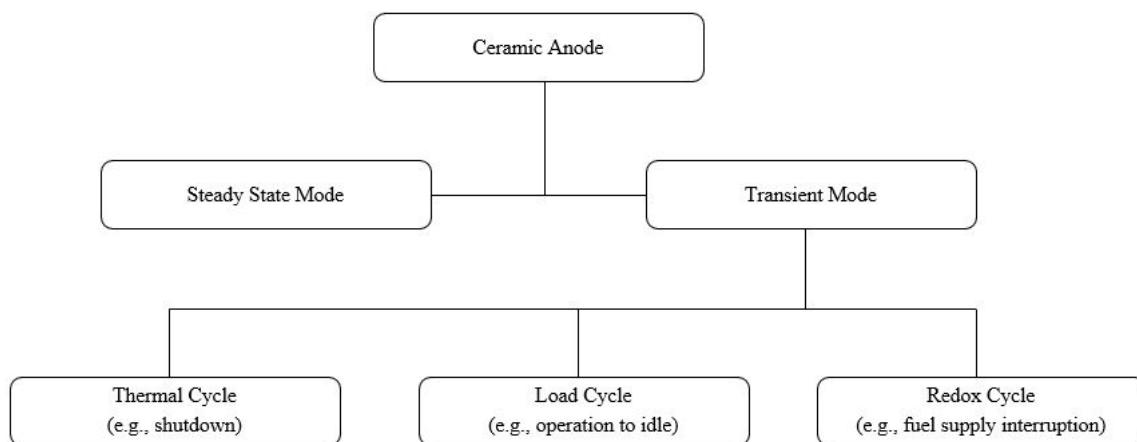 Ceramic Anode
Steady State Mode
Transient Mode
Thermal Cycle
(e.g., shutdown)
Load Cycle
(e.g., operation to idle)
Redox Cycle
(e.g., fuel supply interruption)